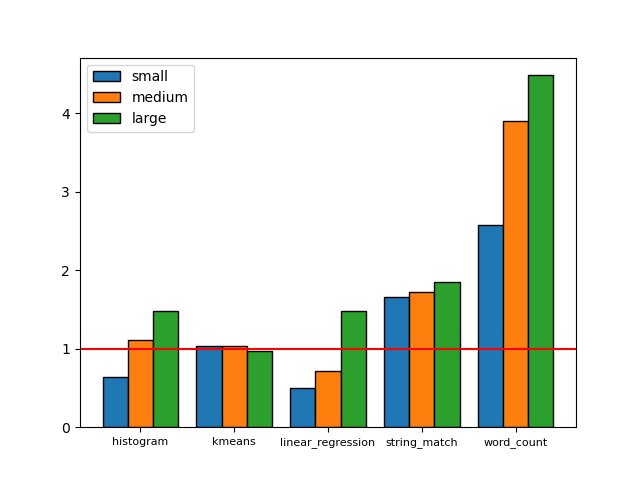 small
medium
large
4
3
2
1
0
histogram
kmeans
linear_regression
string_match
word_count